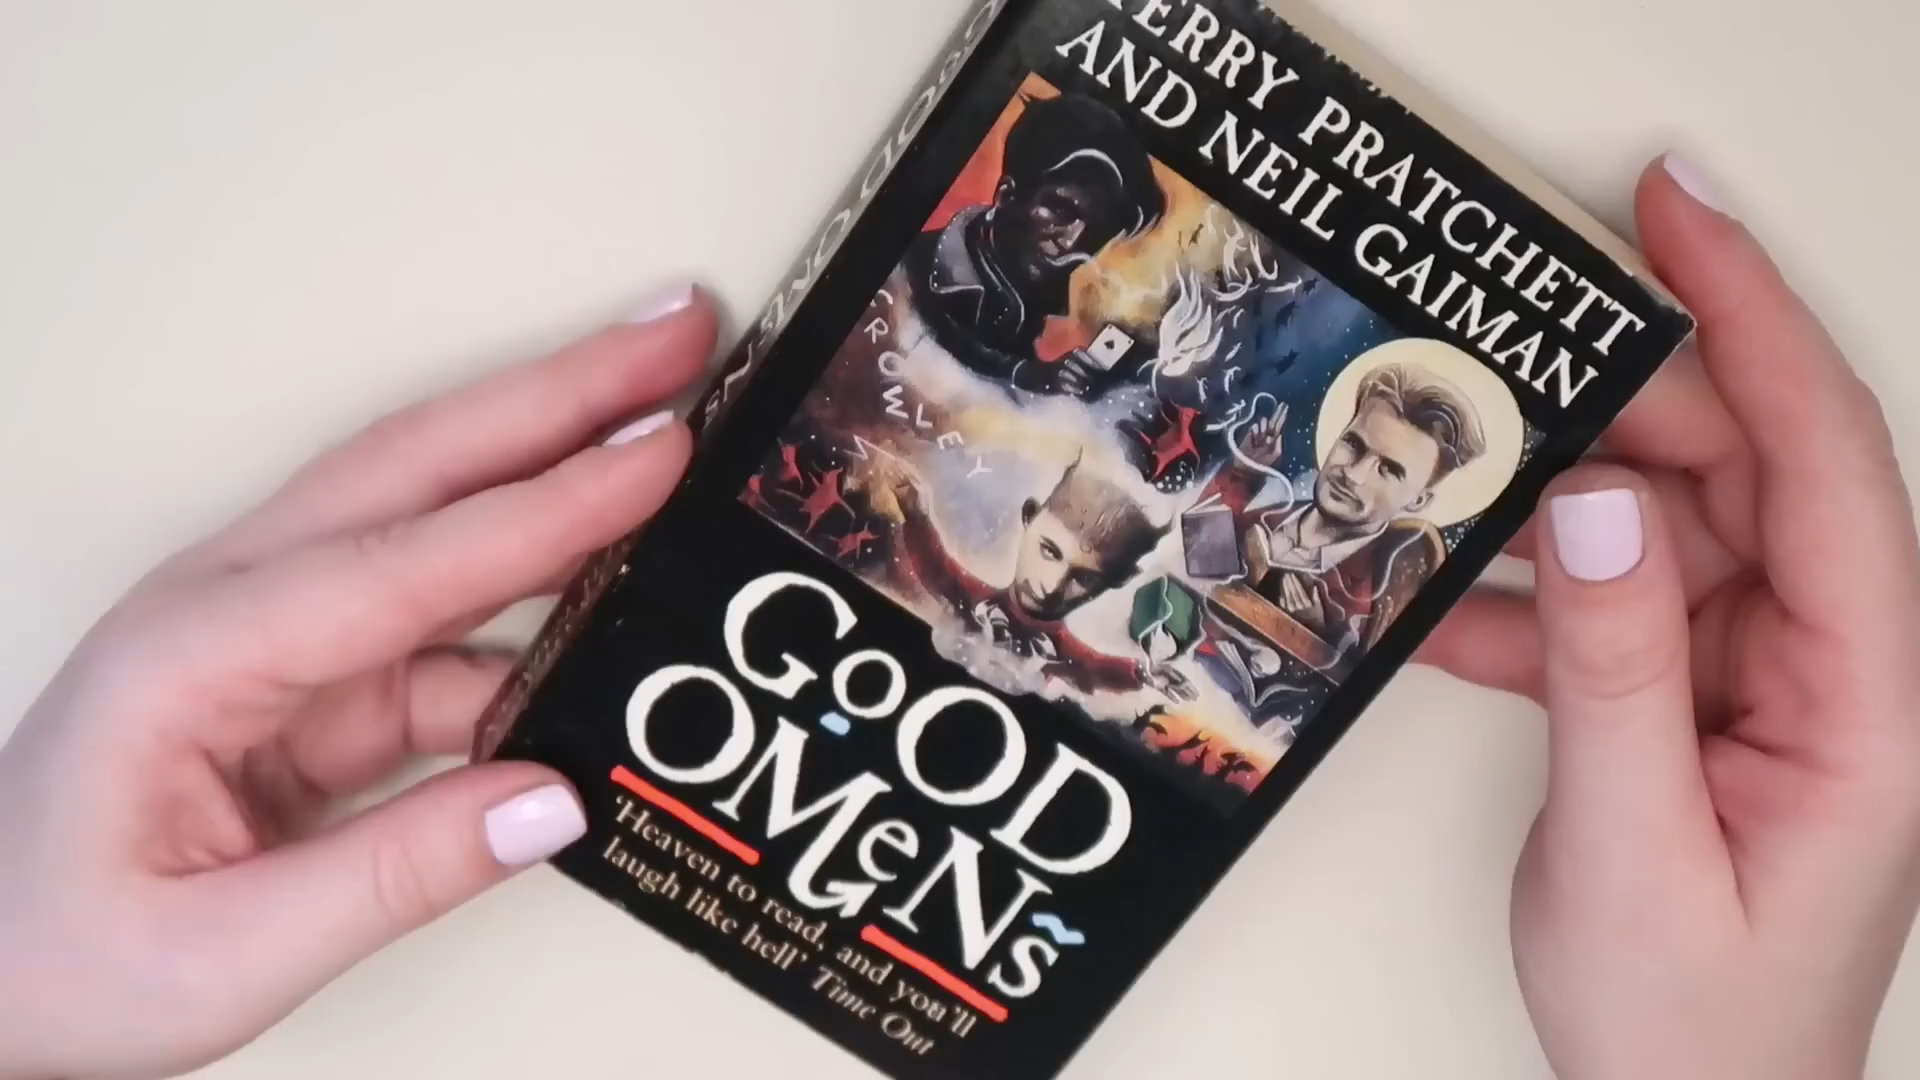 TERRY PRATCHETT
AND NEIL GAIMAN
CROWLEY
GOOD
OMENS
‘Heaven to read, and you’ll
laugh like hell’ Time Out
GOOD OMENS